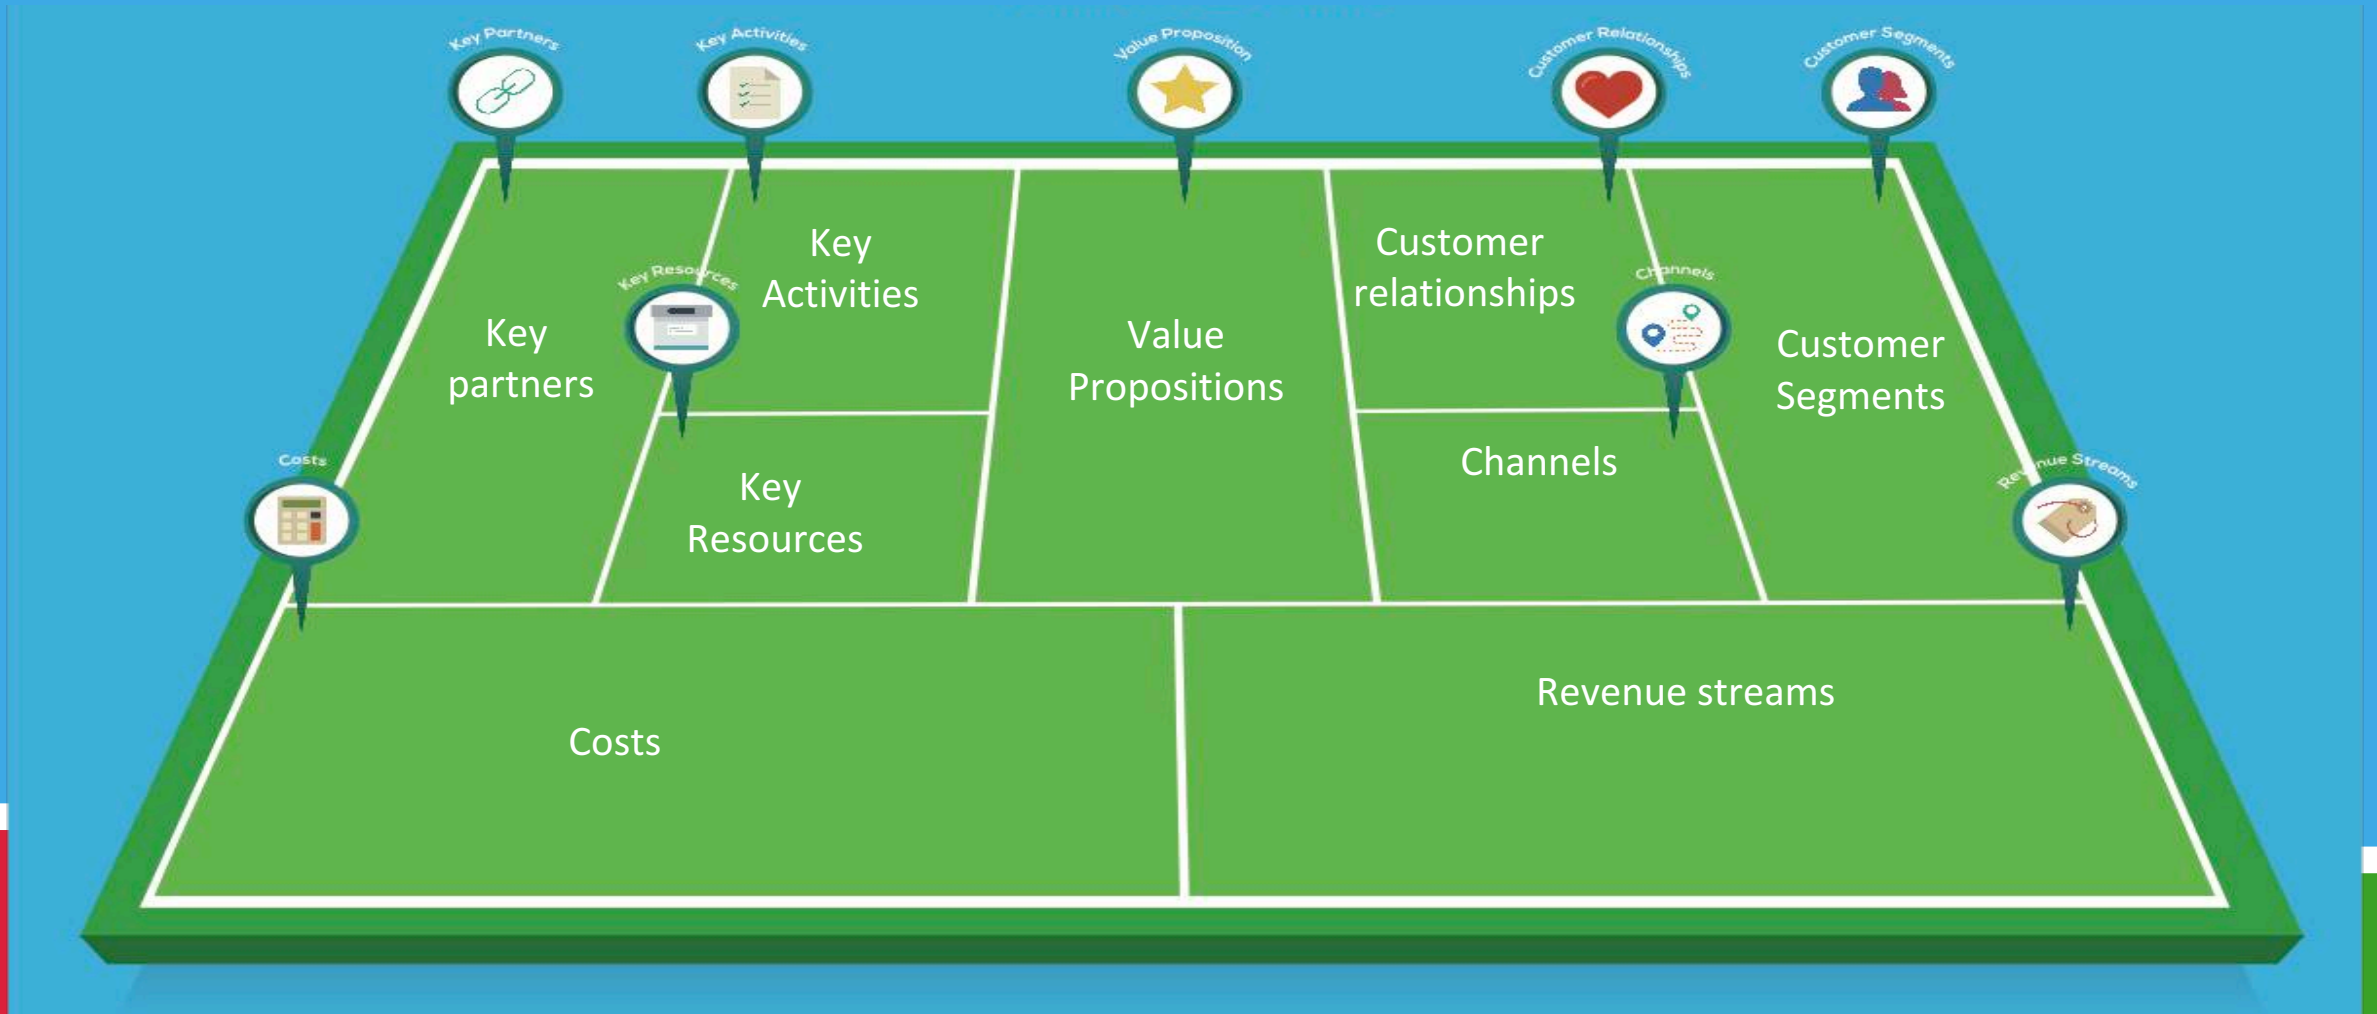 Key Partners
Key Activities
Value Proposition
Customer Relationships
Customer Segments
Key
Activities
Customer
relationships
Key Resources
Channels
Key
partners
Value
Propositions
Customer
Segments
Costs
Channels
Revenue Streams
Key
Resources
Revenue streams
Costs